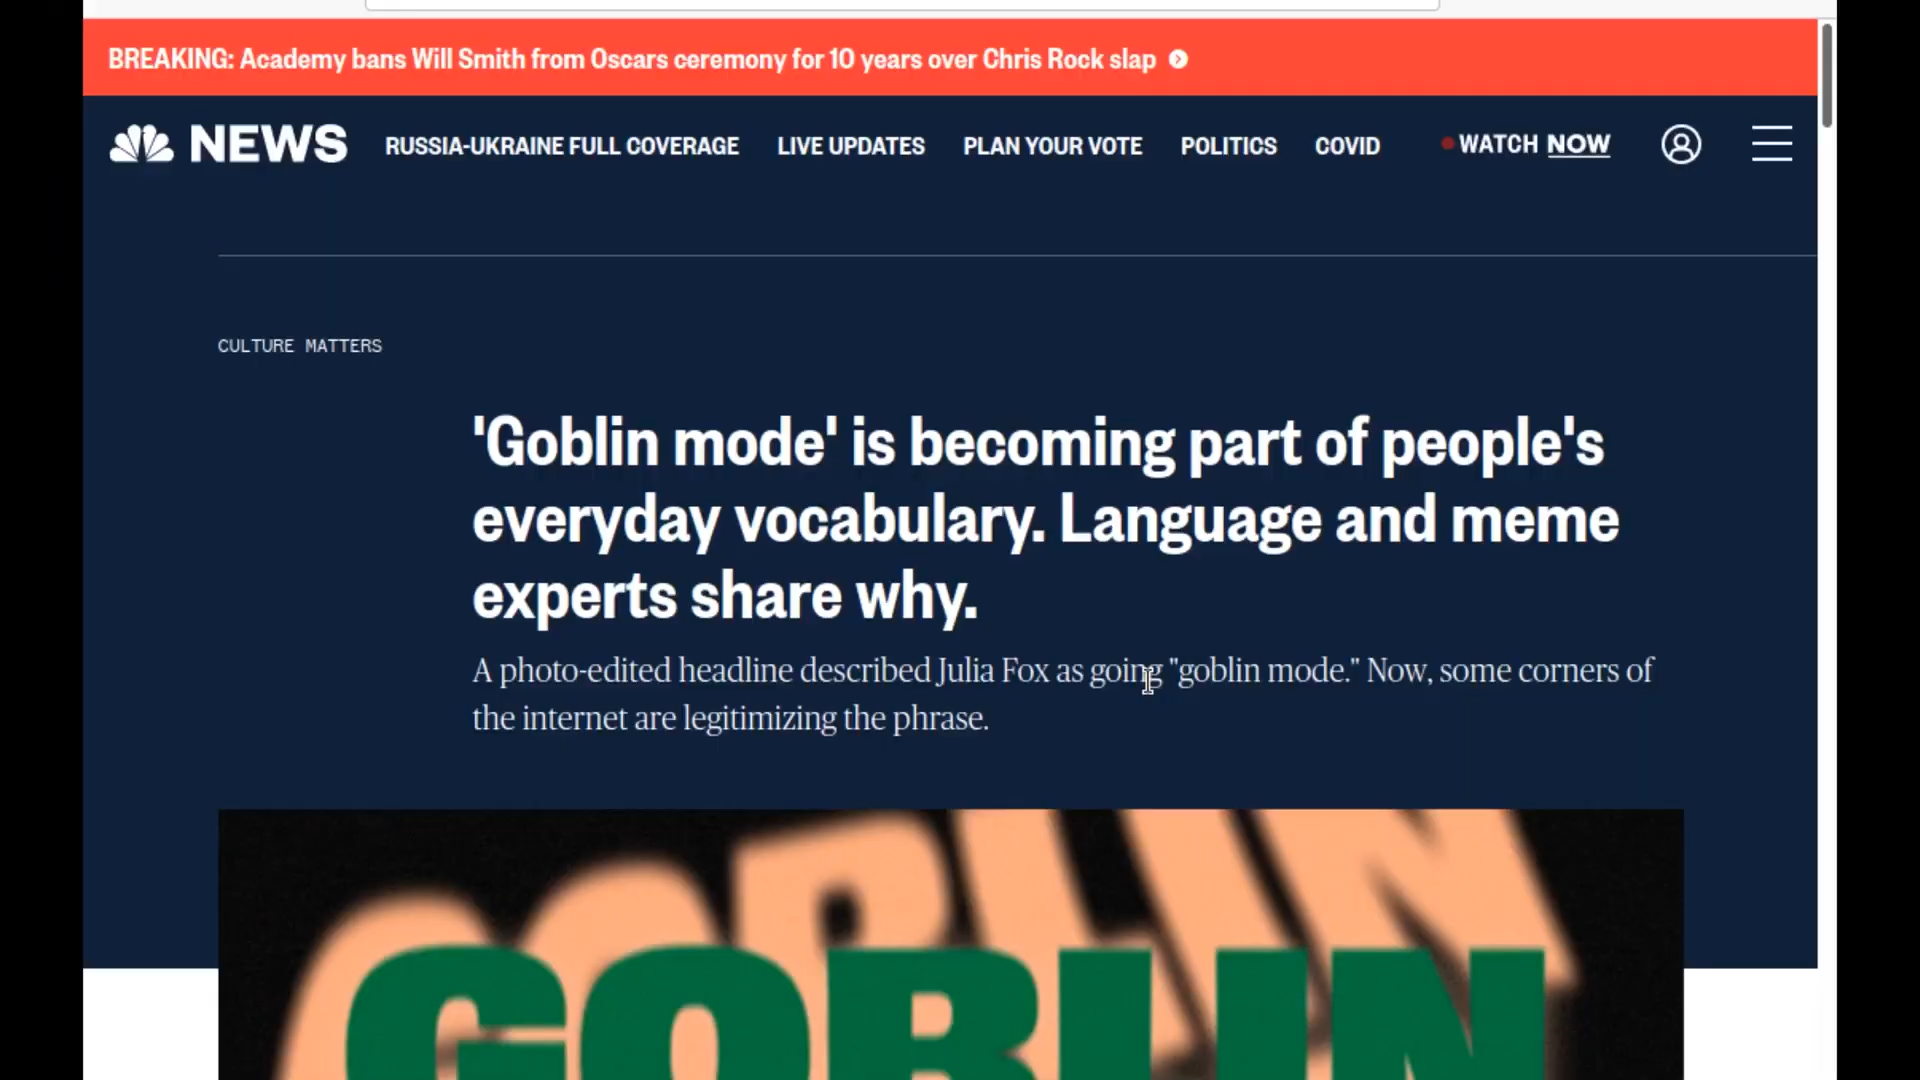 BREAKING: Academy bans Will Smith from Oscars ceremony for 10 years over Chris Rock slap
NEWS RUSSIA-UKRAINE FULL COVERAGE LIVE UPDATES PLAN YOUR VOTE POLITICS COVID WATCH NOW
CULTURE MATTERS
'Goblin mode' is becoming part of people's
everyday vocabulary. Language and meme
experts share why.
A photo-edited headline described Julia Fox as going "goblin mode." Now, some corners of
the internet are legitimizing the phrase.
GOBLIN
GOBLIN